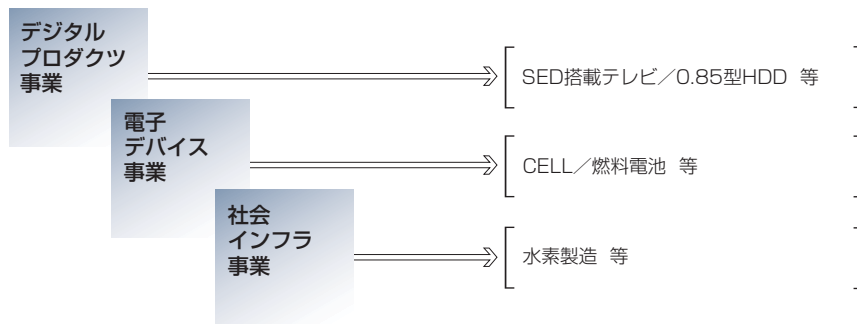 デジタル
プロダクツ
事業
SED搭載テレビ／0.85型HDD 等
電子
デバイス
事業
CELL／燃料電池 等
社会
インフラ
事業
水素製造 等